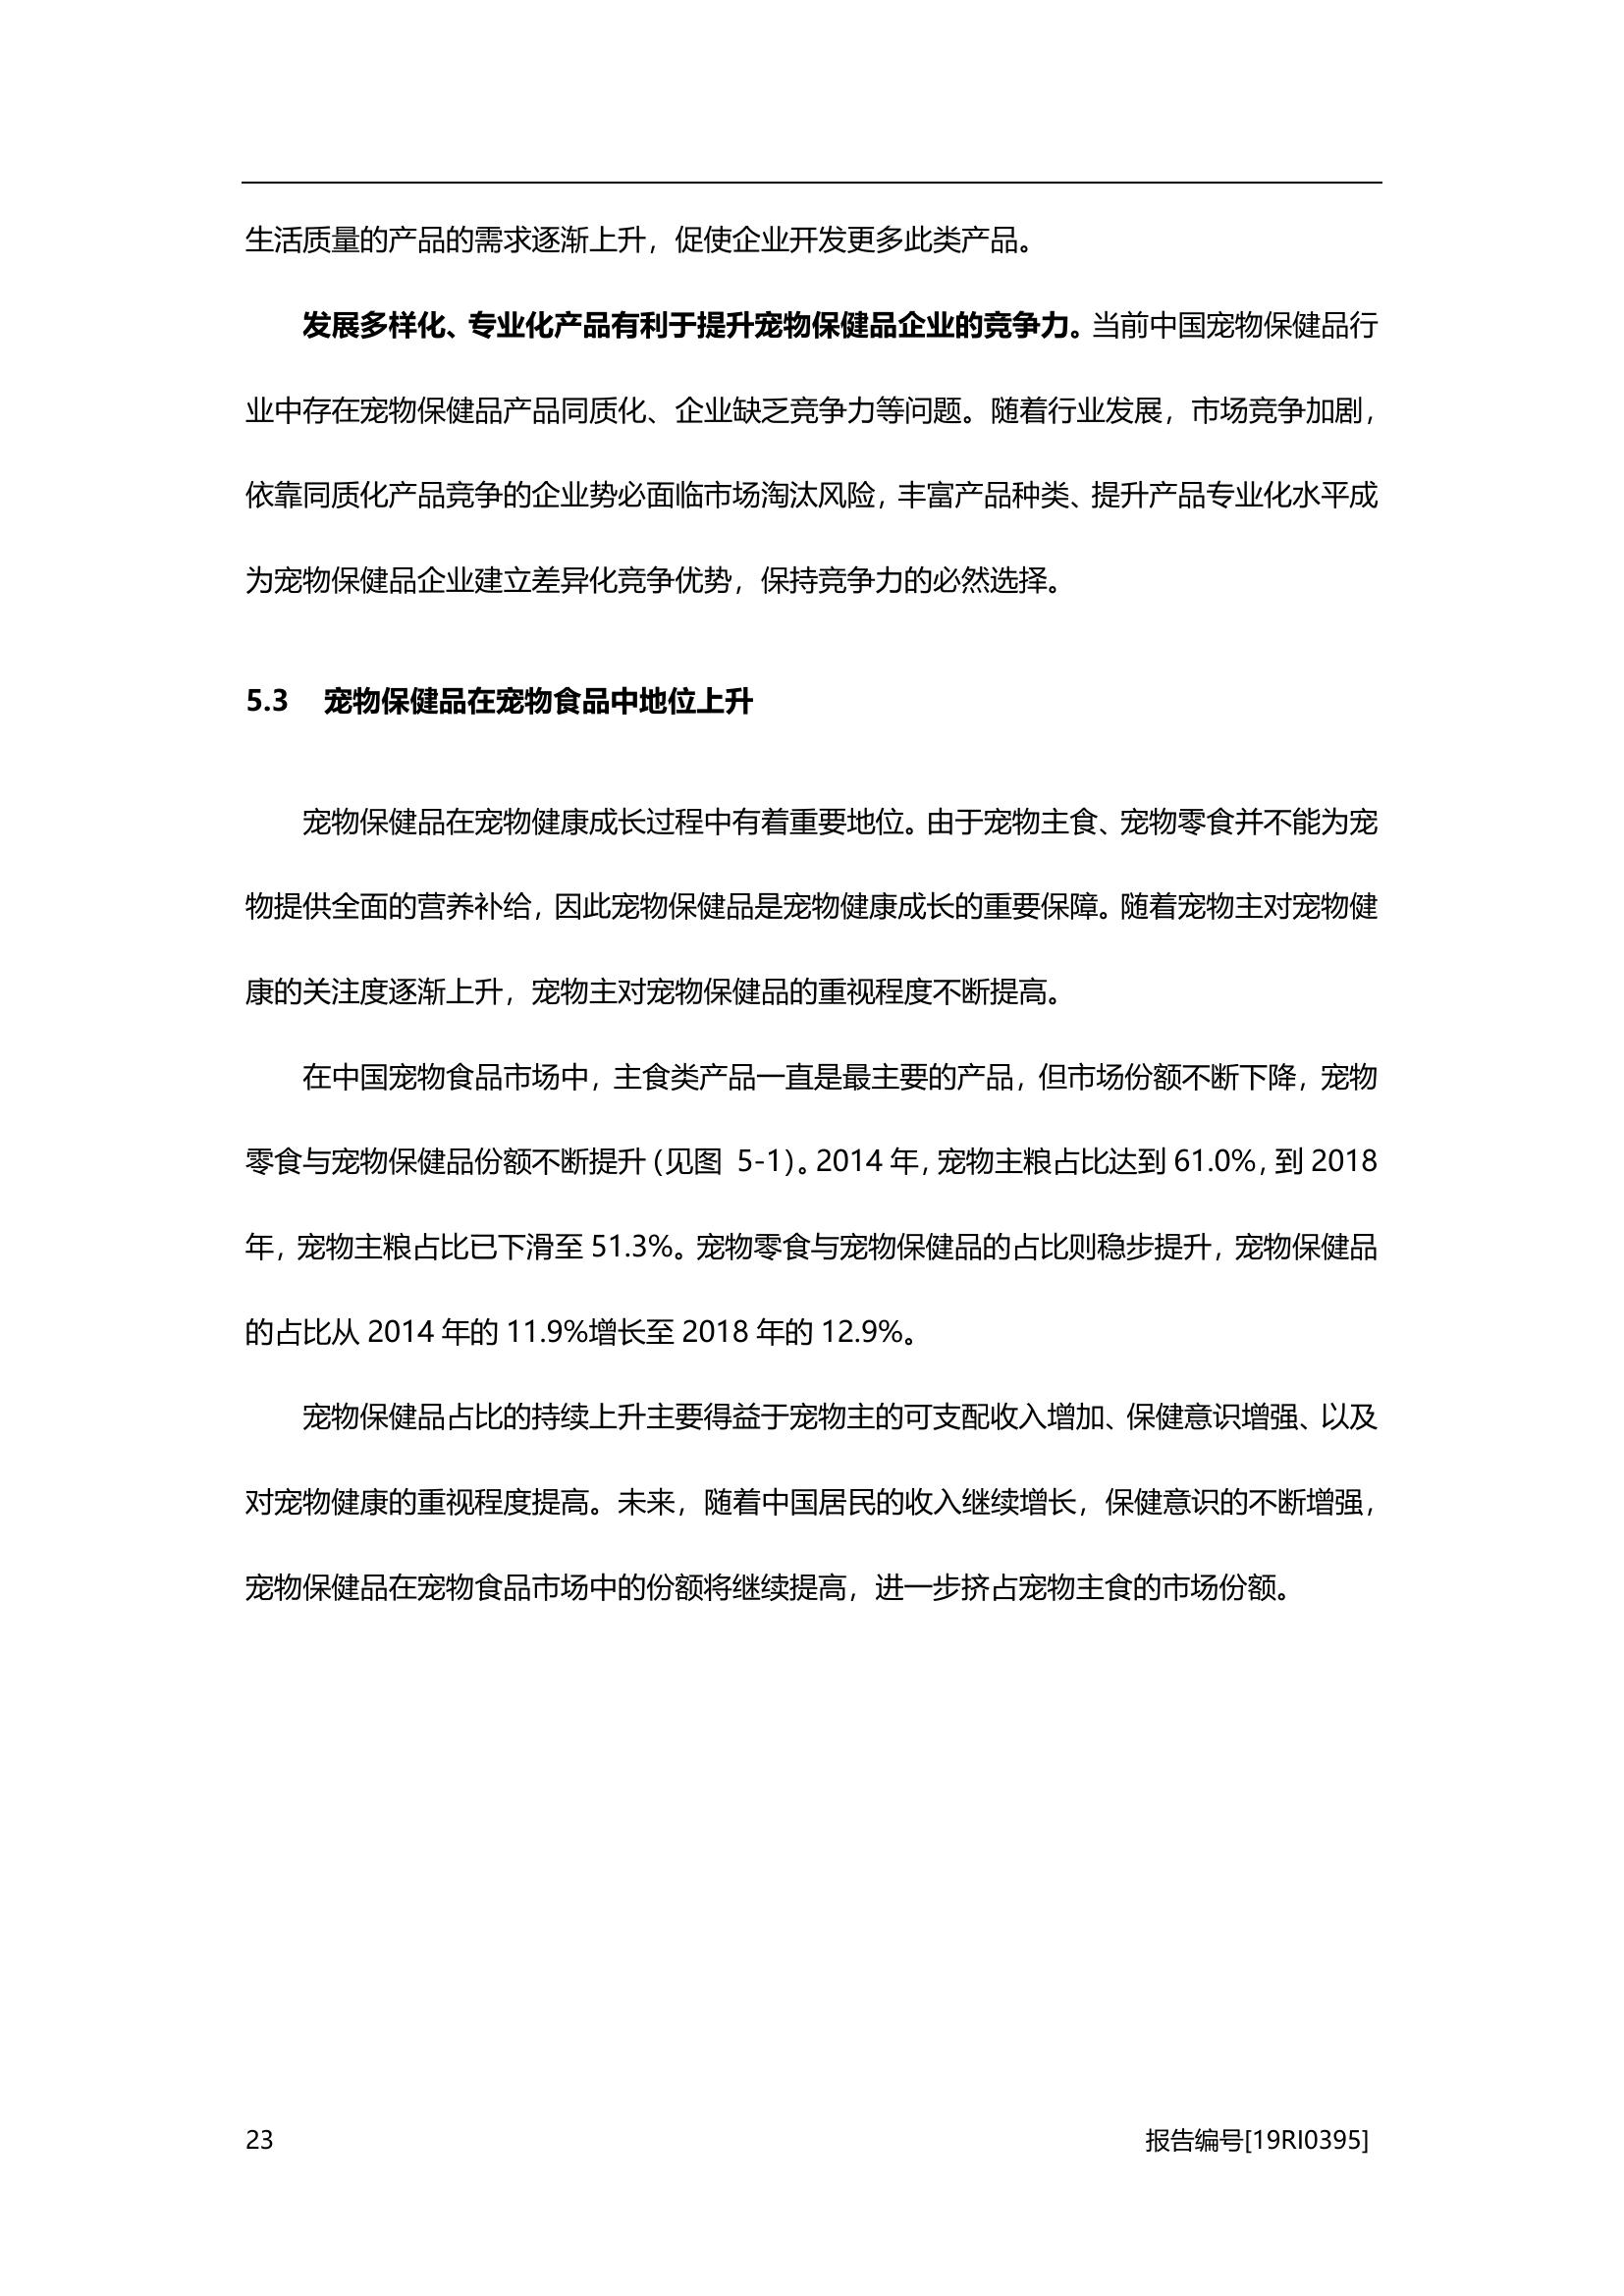 生活质量的产品的需求逐渐上升，促使企业开发更多此类产品。
发展多样化、专业化产品有利于提升宠物保健品企业的竞争力。当前中国宠物保健品行
业中存在宠物保健品产品同质化、企业缺乏竞争力等问题。随着行业发展，市场竞争加剧，
依靠同质化产品竞争的企业势必面临市场淘汰风险，丰富产品种类、提升产品专业化水平成
为宠物保健品企业建立差异化竞争优势，保持竞争力的必然选择。
5.3 宠物保健品在宠物食品中地位上升
宠物保健品在宠物健康成长过程中有着重要地位。由于宠物主食、宠物零食并不能为宠
物提供全面的营养补给，因此宠物保健品是宠物健康成长的重要保障。随着宠物主对宠物健
康的关注度逐渐上升，宠物主对宠物保健品的重视程度不断提高。
在中国宠物食品市场中，主食类产品一直是最主要的产品，但市场份额不断下降，宠物
零食与宠物保健品份额不断提升（见图 5-1）。2014 年，宠物主粮占比达到 61.0%，到 2018
年，宠物主粮占比已下滑至 51.3%。宠物零食与宠物保健品的占比则稳步提升，宠物保健品
的占比从 2014 年的 11.9%增长至 2018 年的 12.9%。
宠物保健品占比的持续上升主要得益于宠物主的可支配收入增加、保健意识增强、以及
对宠物健康的重视程度提高。未来，随着中国居民的收入继续增长，保健意识的不断增强，
宠物保健品在宠物食品市场中的份额将继续提高，进一步挤占宠物主食的市场份额。
23 报告编号[19RI0395]